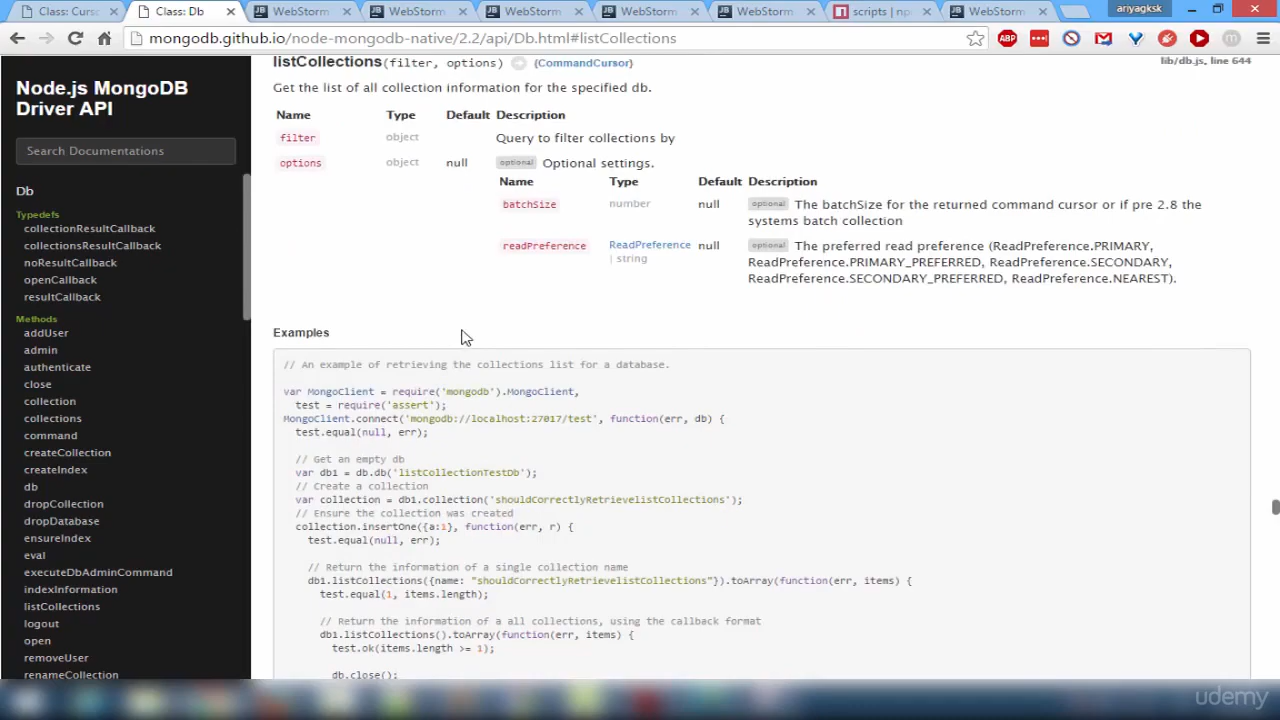 Class: Curso
Class: Db
WebStorm
WebStorm
WebStorm
WebStorm
WebStorm
scripts | np
WebStorm
ariyagksk
mongodb.github.io/node-mongodb-native/2.2/api/Db.html#listCollections
ABP
Node.js MongoDB
Driver API
Search Documentations
Db
Typedefs
collectionResultCallback
collectionsResultCallback
noResultCallback
openCallback
resultCallback
Methods
addUser
admin
authenticate
close
collection
collections
command
createCollection
createIndex
db
dropCollection
dropDatabase
ensureIndex
eval
executeDbAdminCommand
indexInformation
listCollections
logout
open
removeUser
renameCollection
listCollections(filter, options) {CommandCursor}
lib/db.js, line 644
Get the list of all collection information for the specified db.
Name Type Default Description
filter object Query to filter collections by
options object null optional Optional settings.
Name Type Default Description
batchSize number null optional The batchSize for the returned command cursor or if pre 2.8 the
systems batch collection
readPreference ReadPreference null optional The preferred read preference (ReadPreference.PRIMARY,
| string ReadPreference.PRIMARY_PREFERRED, ReadPreference.SECONDARY,
ReadPreference.SECONDARY_PREFERRED, ReadPreference.NEAREST).
Examples
// An example of retrieving the collections list for a database.
var MongoClient = require('mongodb').MongoClient,
test = require('assert');
MongoClient.connect('mongodb://localhost:27017/test', function(err, db) {
test.equal(null, err);
// Get an empty db
var db1 = db.db('listCollectionTestDb');
// Create a collection
var collection = db1.collection('shouldCorrectlyRetrievelistCollections');
// Ensure the collection was created
collection.insertOne({a:1}, function(err, r) {
test.equal(null, err);
// Return the information of a single collection name
db1.listCollections({name: "shouldCorrectlyRetrievelistCollections"}).toArray(function(err, items) {
test.equal(1, items.length);
// Return the information of a all collections, using the callback format
db1.listCollections().toArray(function(err, items) {
test.ok(items.length >= 1);
db.close();
udemy